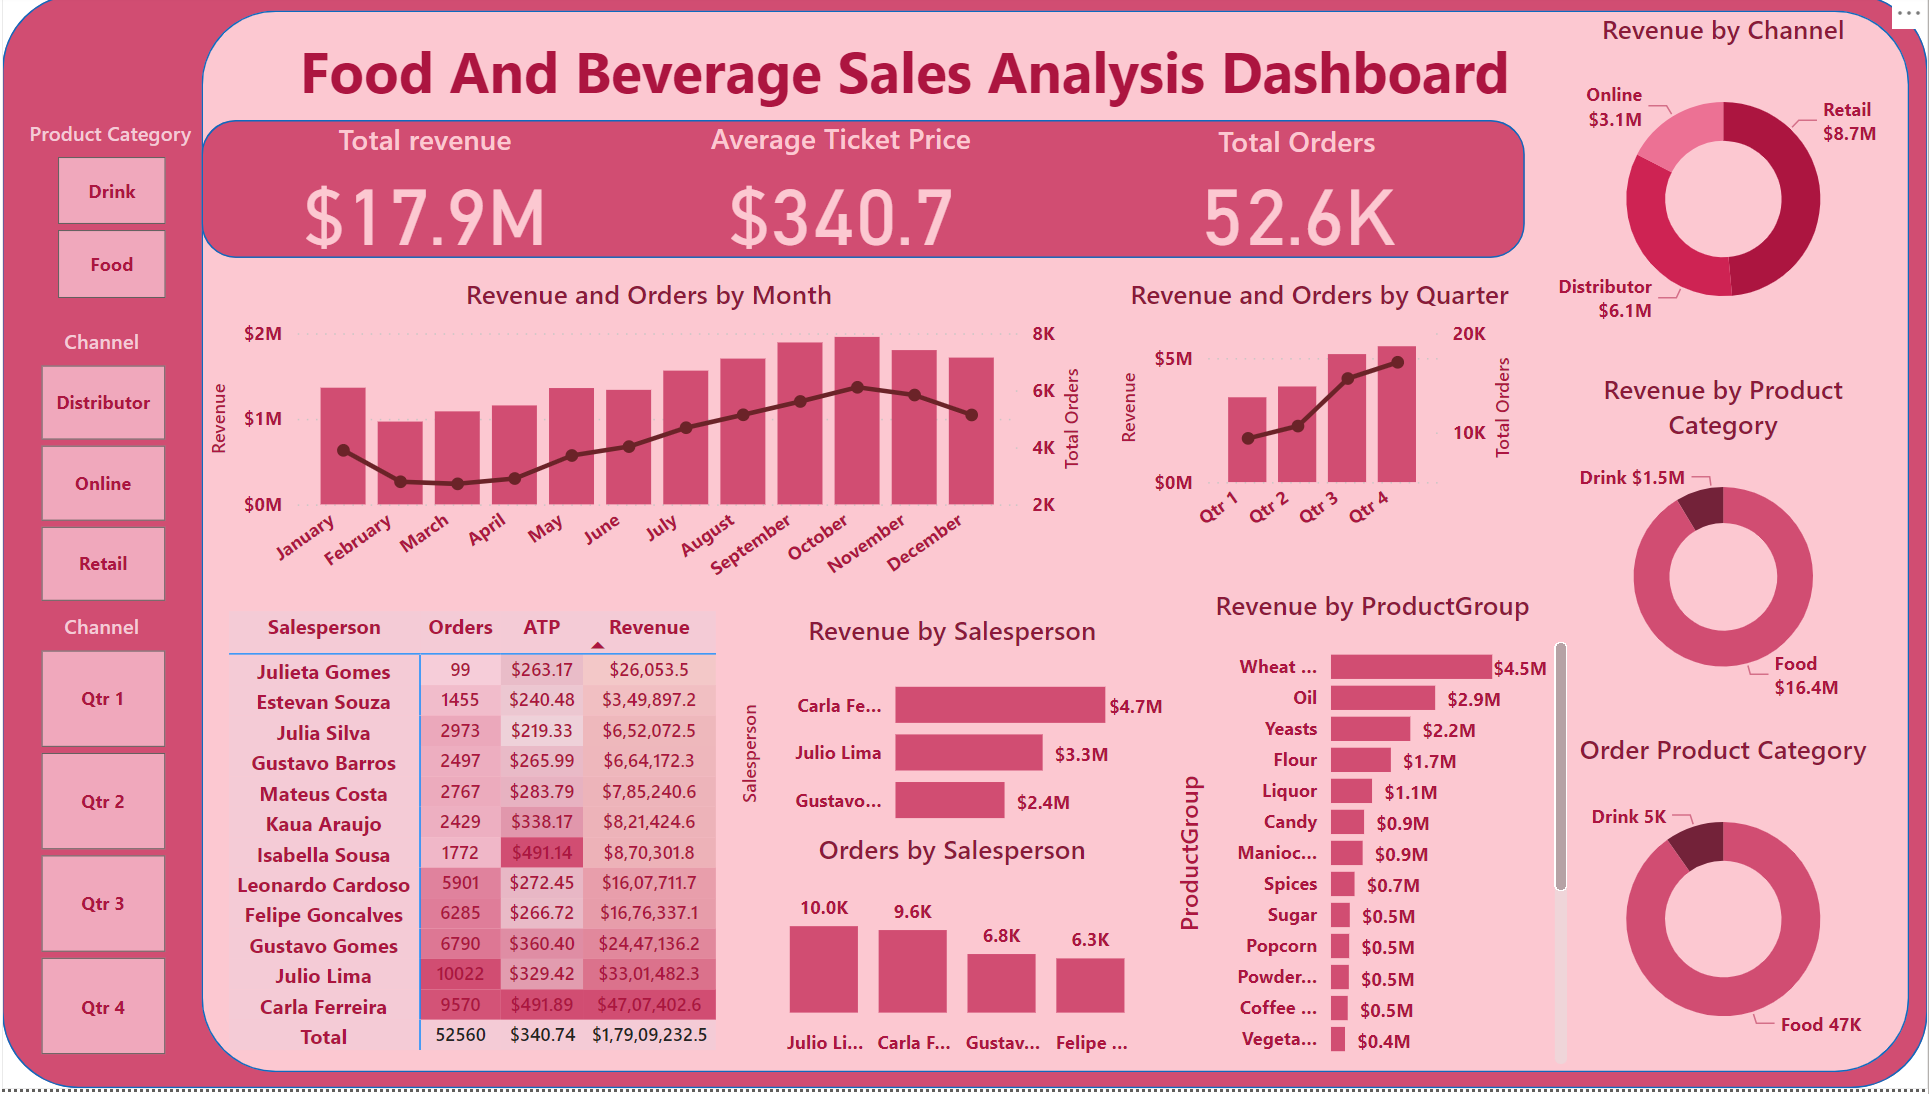 Food And Beverage Sales Analysis Dashboard
Product Category
Drink
Food
Channel
Distributor
Online
Retail
Channel
Qtr 1
Qtr 2
Qtr 3
Qtr 4
Total revenue
$17.9M
Average Ticket Price
$340.7
Total Orders
52.6K
Revenue and Orders by Month
Revenue
$2M
$1M
$0M
8K
6K
4K
2K
Total Orders
January
February
March
April
May
June
July
August
September
October
November
December
Revenue and Orders by Quarter
Revenue
$5M
$0M
20K
10K
Total Orders
Qtr 1
Qtr 2
Qtr 3
Qtr 4
Salesperson Orders ATP Revenue
Julieta Gomes 99 $263.17 $26,053.5
Estevan Souza 1455 $240.48 $3,49,897.2
Julia Silva 2973 $219.33 $6,52,072.5
Gustavo Barros 2497 $265.99 $6,64,172.3
Mateus Costa 2767 $283.79 $7,85,240.6
Kaua Araujo 2429 $338.17 $8,21,424.6
Isabella Sousa 1772 $491.14 $8,70,301.8
Leonardo Cardoso 5901 $272.45 $16,07,711.7
Felipe Goncalves 6285 $266.72 $16,76,337.1
Gustavo Gomes 6790 $360.40 $24,47,136.2
Julio Lima 10022 $329.42 $33,01,482.3
Carla Ferreira 9570 $491.89 $47,07,402.6
Total 52560 $340.74 $1,79,09,232.5
Revenue by Salesperson
Salesperson
Carla Fe... $4.7M
Julio Lima $3.3M
Gustavo... $2.4M
Orders by Salesperson
10.0K
9.6K
6.8K
6.3K
Julio Li...
Carla F...
Gustav...
Felipe ...
Revenue by ProductGroup
ProductGroup
Wheat ... $4.5M
Oil $2.9M
Yeasts $2.2M
Flour $1.7M
Liquor $1.1M
Candy $0.9M
Manioc... $0.9M
Spices $0.7M
Sugar $0.5M
Popcorn $0.5M
Powder... $0.5M
Coffee ... $0.5M
Vegeta... $0.4M
Revenue by Channel
Online
$3.1M
Retail
$8.7M
Distributor
$6.1M
Revenue by Product
Category
Drink $1.5M
Food
$16.4M
Order Product Category
Drink 5K
Food 47K